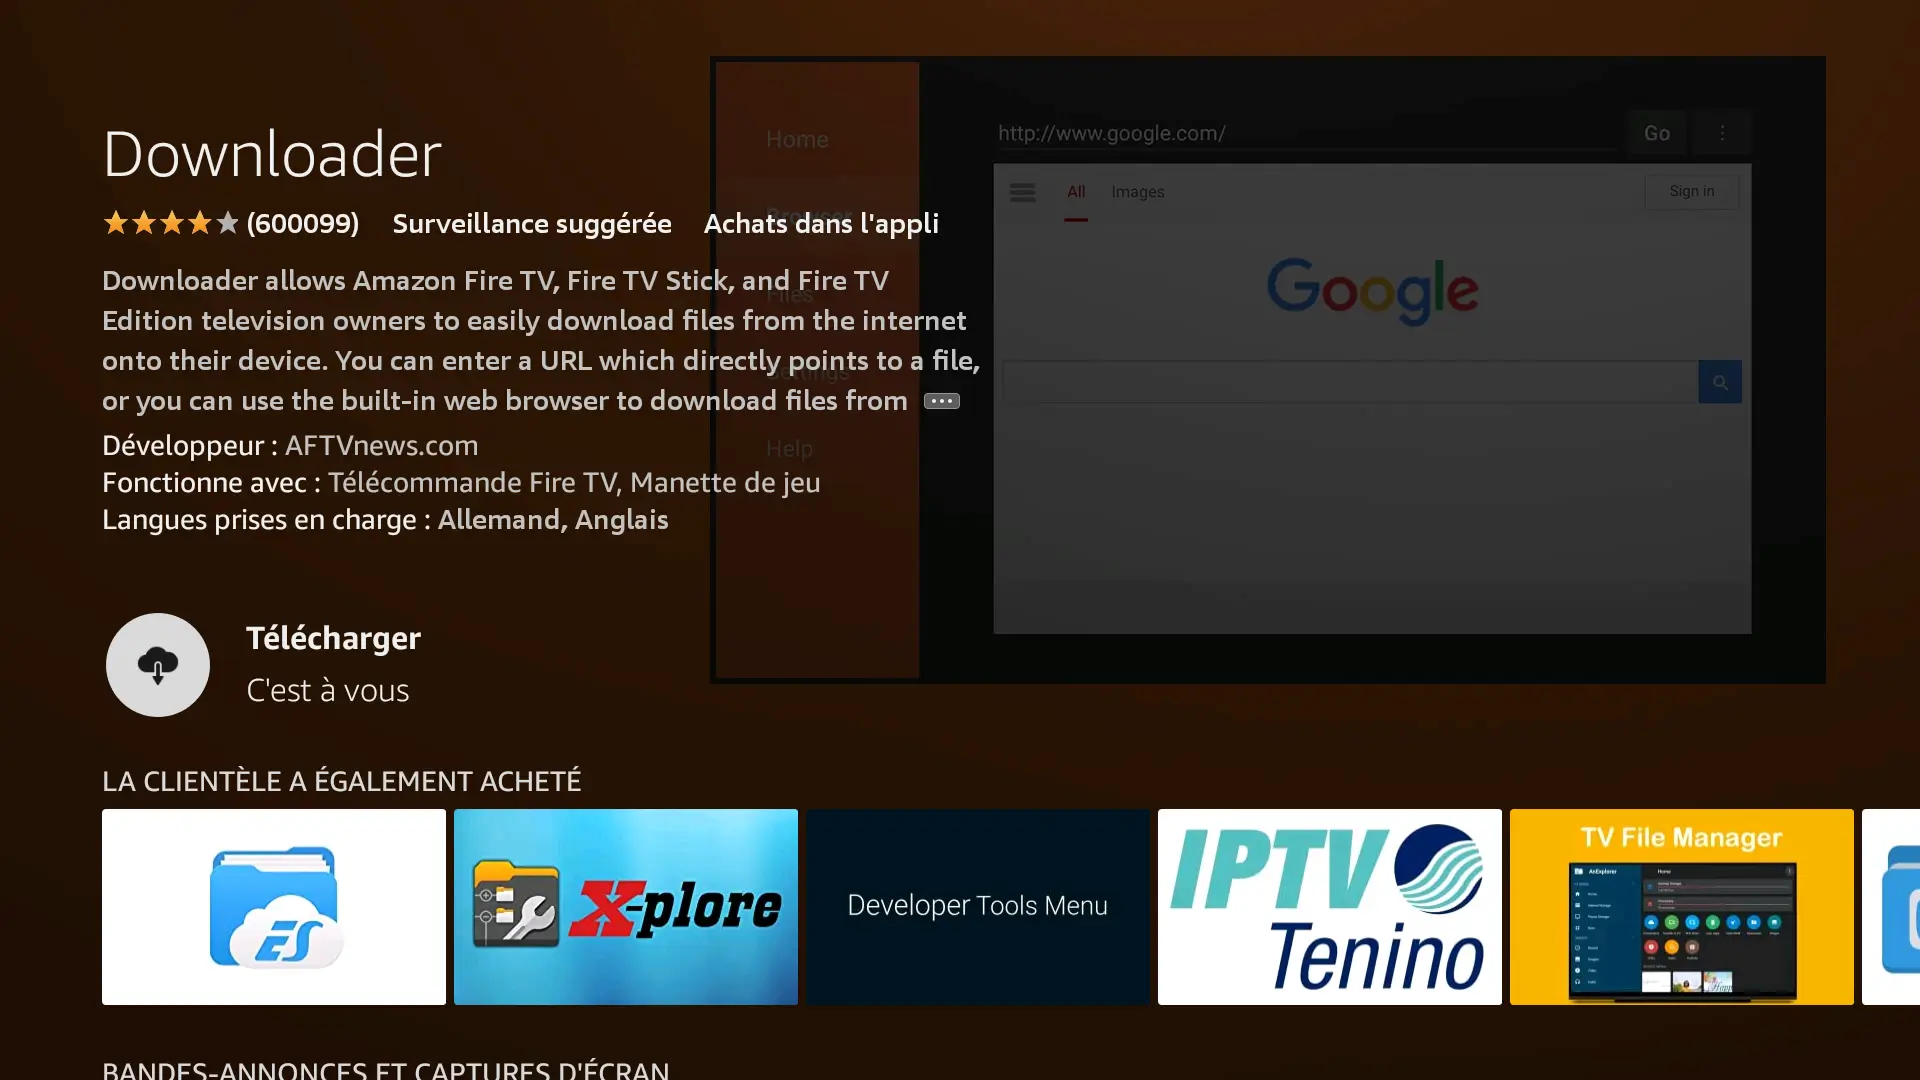 Downloader
(600099) Surveillance suggérée Achats dans l'appli
Downloader allows Amazon Fire TV, Fire TV Stick, and Fire TV
Edition television owners to easily download files from the internet
onto their device. You can enter a URL which directly points to a file,
or you can use the built-in web browser to download files from
Développeur : AFTVnews.com
Fonctionne avec : Télécommande Fire TV, Manette de jeu
Langues prises en charge : Allemand, Anglais
Home
Browser
Files
Settings
Help
http://www.google.com/
Go
All Images
Sign in
Google
Télécharger
C'est à vous
LA CLIENTÈLE A ÉGALEMENT ACHETÉ
ES
X-plore
Developer Tools Menu
IPTV
Tenino
TV File Manager
AnExplorer
Home
BANDES-ANNONCES ET CAPTURES D'ÉCRAN